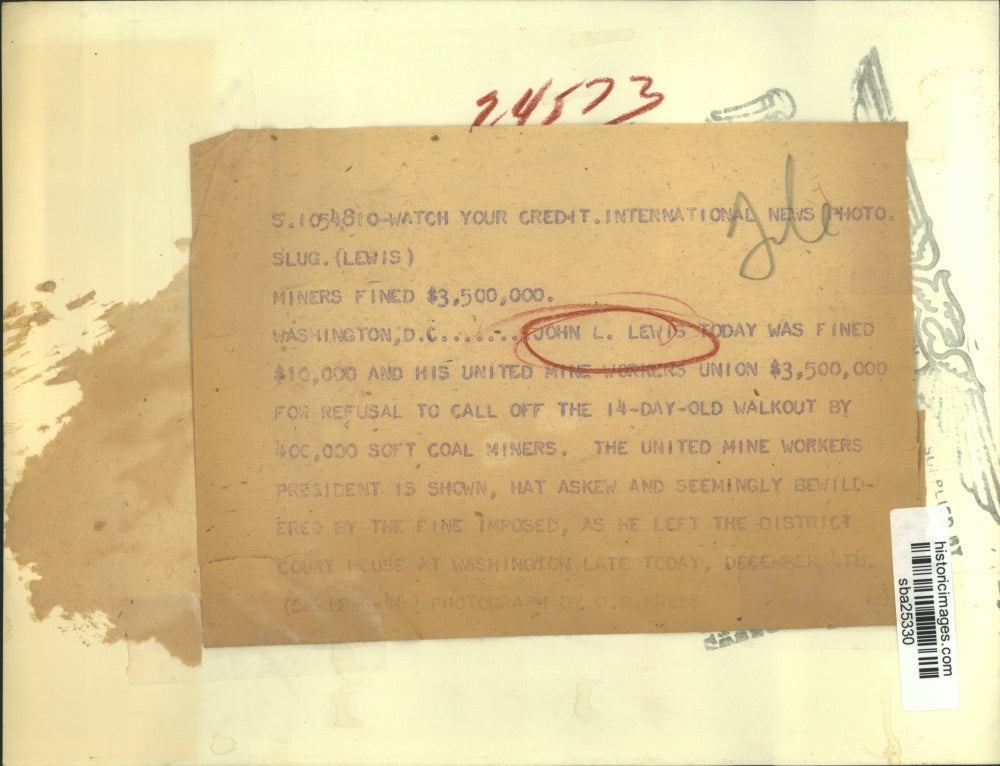 24573
S.1054810-WATCH YOUR CREDIT.INTERNATIONAL NEWS PHOTO.
SLUG.(LEWIS)
MINERS FINED $3,500,000.
WASHINGTON,D.C.......JOHN L. LEWIS TODAY WAS FINED
$10,000 AND HIS UNITED MINE WORKERS UNION $3,500,000
FOR REFUSAL TO CALL OFF THE 14-DAY-OLD WALKOUT BY
400,000 SOFT COAL MINERS. THE UNITED MINE WORKERS
PRESIDENT IS SHOWN, HAT ASKEW AND SEEMINGLY BEWILD-
ERED BY THE FINE IMPOSED, AS HE LEFT THE DISTRICT
COURT HOUSE AT WASHINGTON LATE TODAY, DECEMBER 4TH.
PHOTOGRAPH BY
SUPPLIED BY
historicimages.com
sba25330